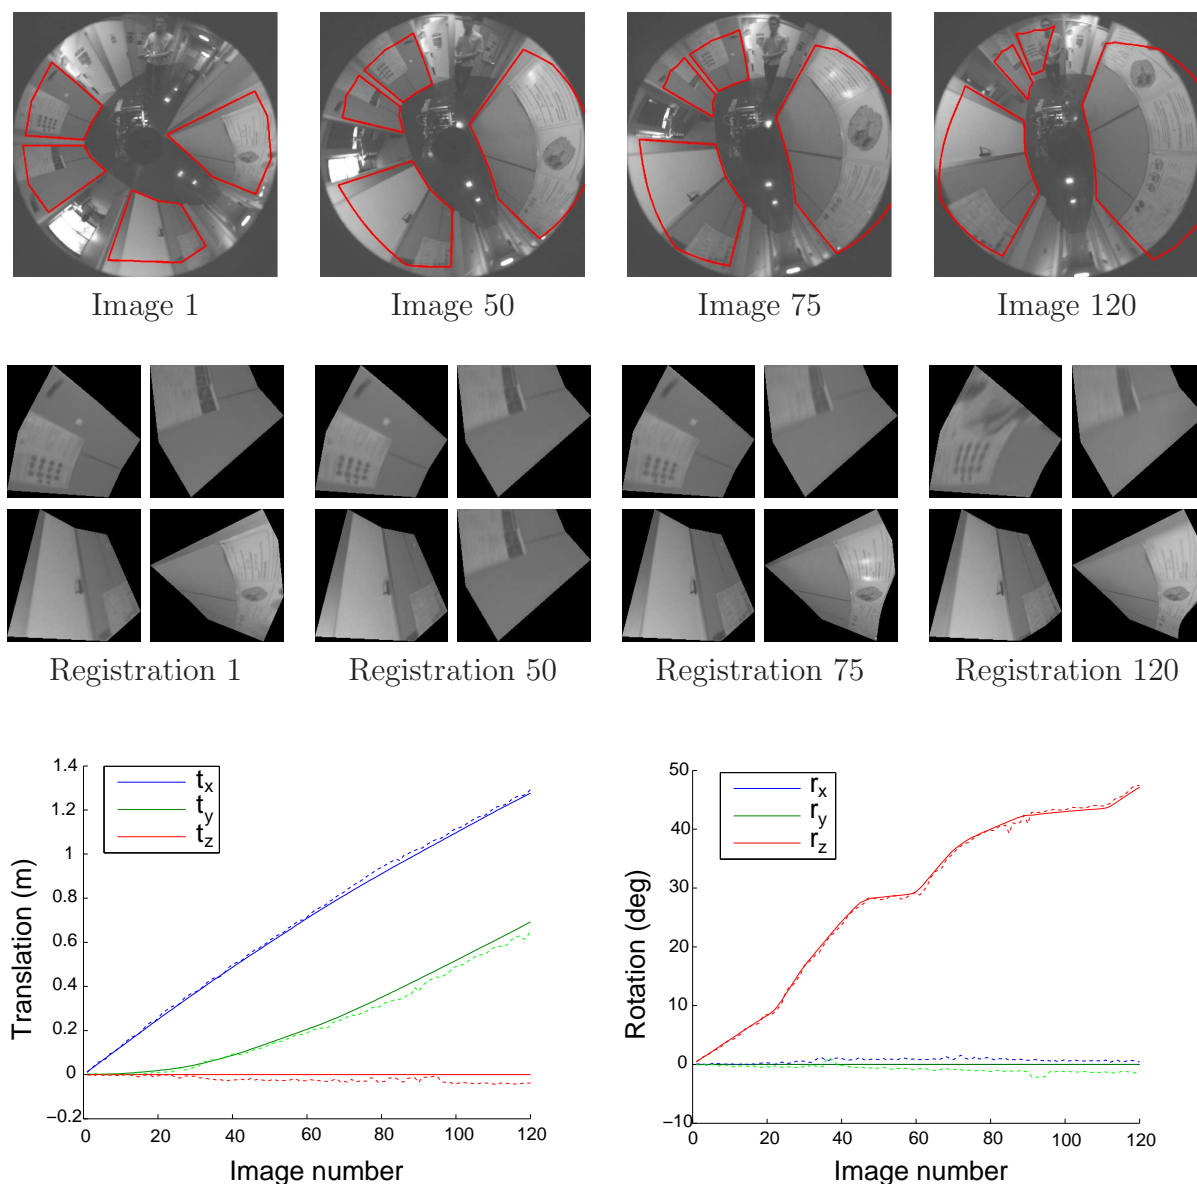 Image 1
Image 50
Image 75
Image 120
Registration 1
Registration 50
Registration 75
Registration 120
Translation (m)
1.4
1.2
1
0.8
0.6
0.4
0.2
0
−0.2
t_x
t_y
t_z
0 20 40 60 80 100 120
Image number
Rotation (deg)
50
40
30
20
10
0
−10
r_x
r_y
r_z
0 20 40 60 80 100 120
Image number